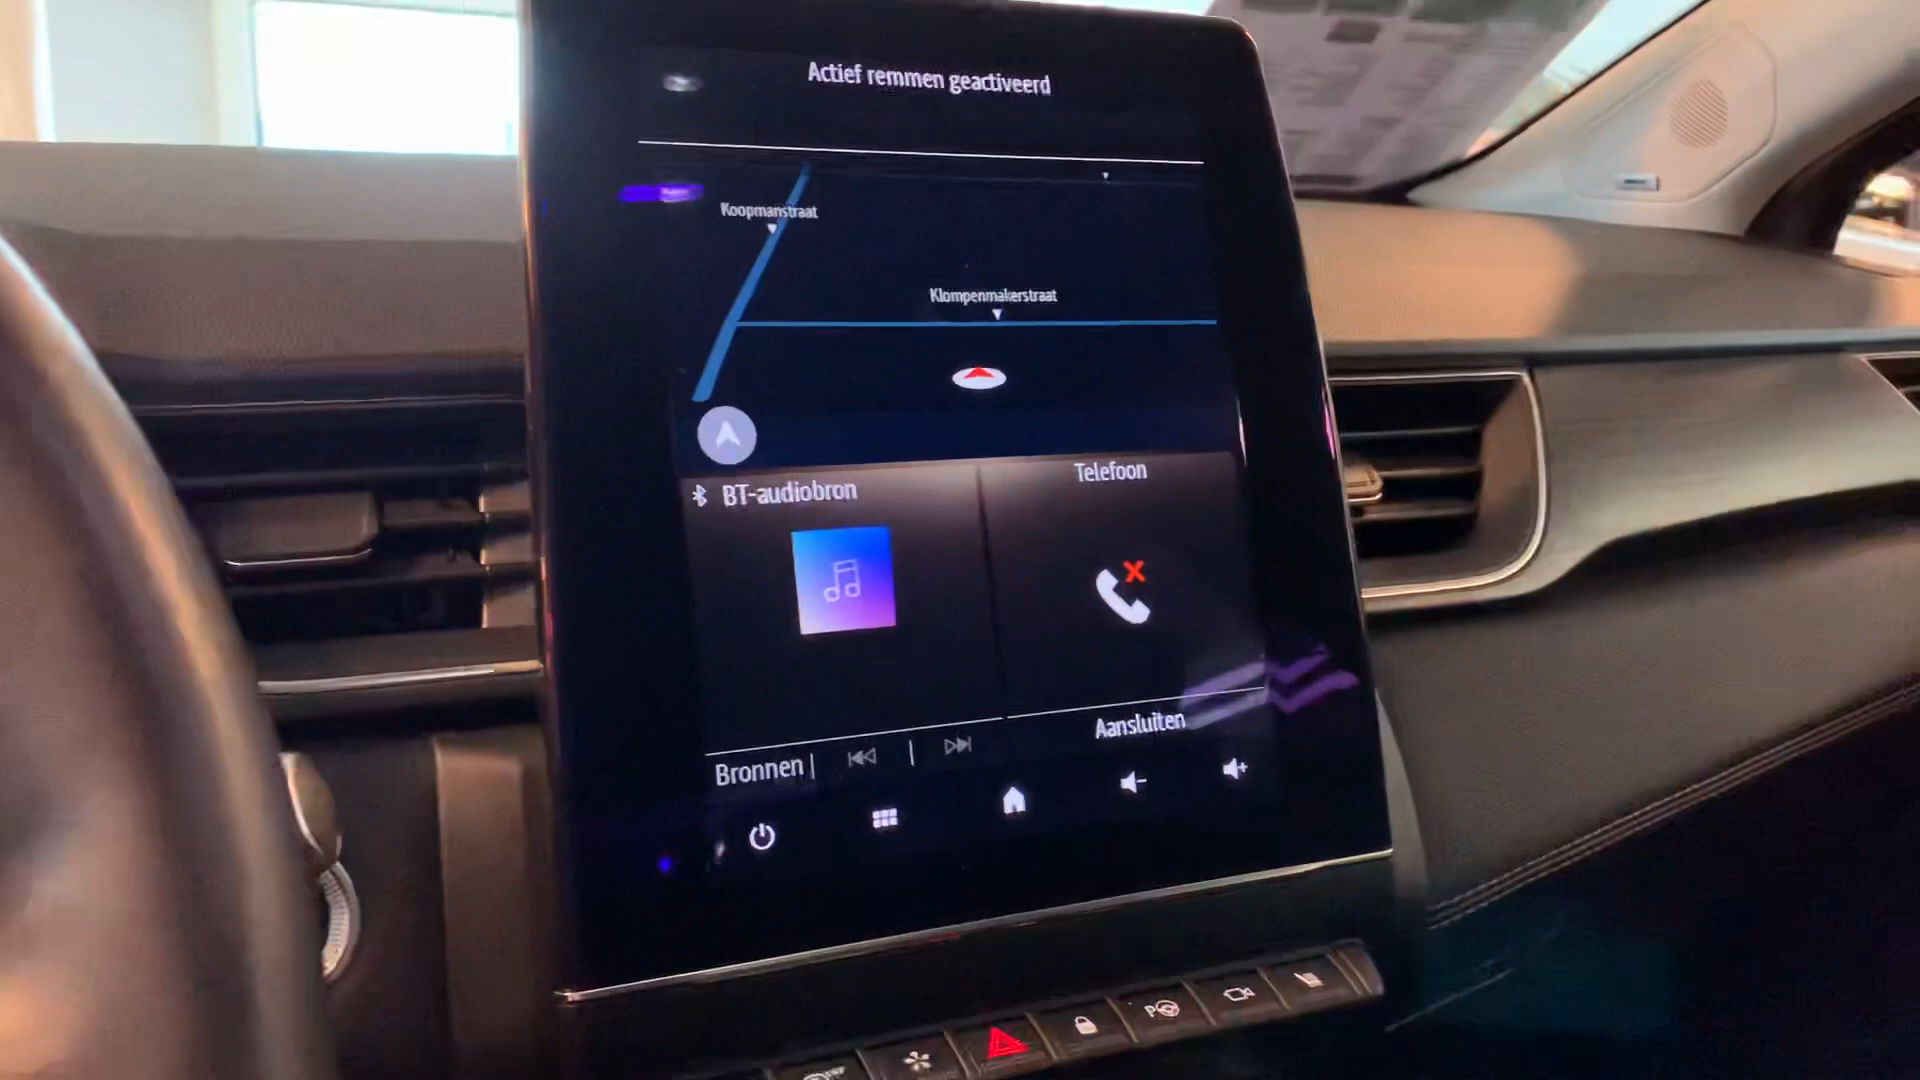 Actief remmen geactiveerd
Koopmanstraat
Klompenmakerstraat
BT-audiobron
Telefoon
Aansluiten
Bronnen